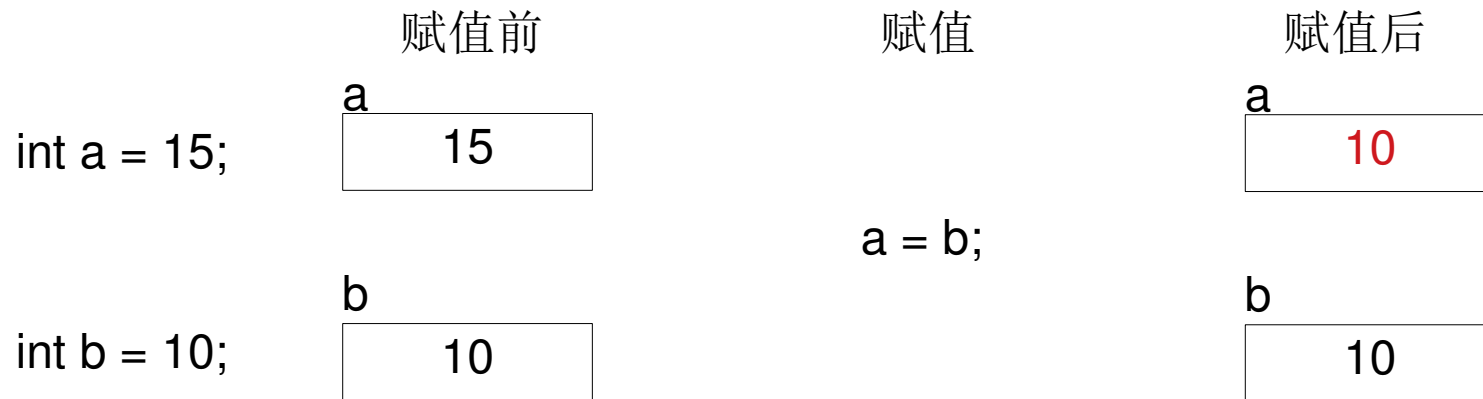 赋值前 赋值 赋值后
a a
int a = 15; 15 10
a = b;
b b
int b = 10; 10 10